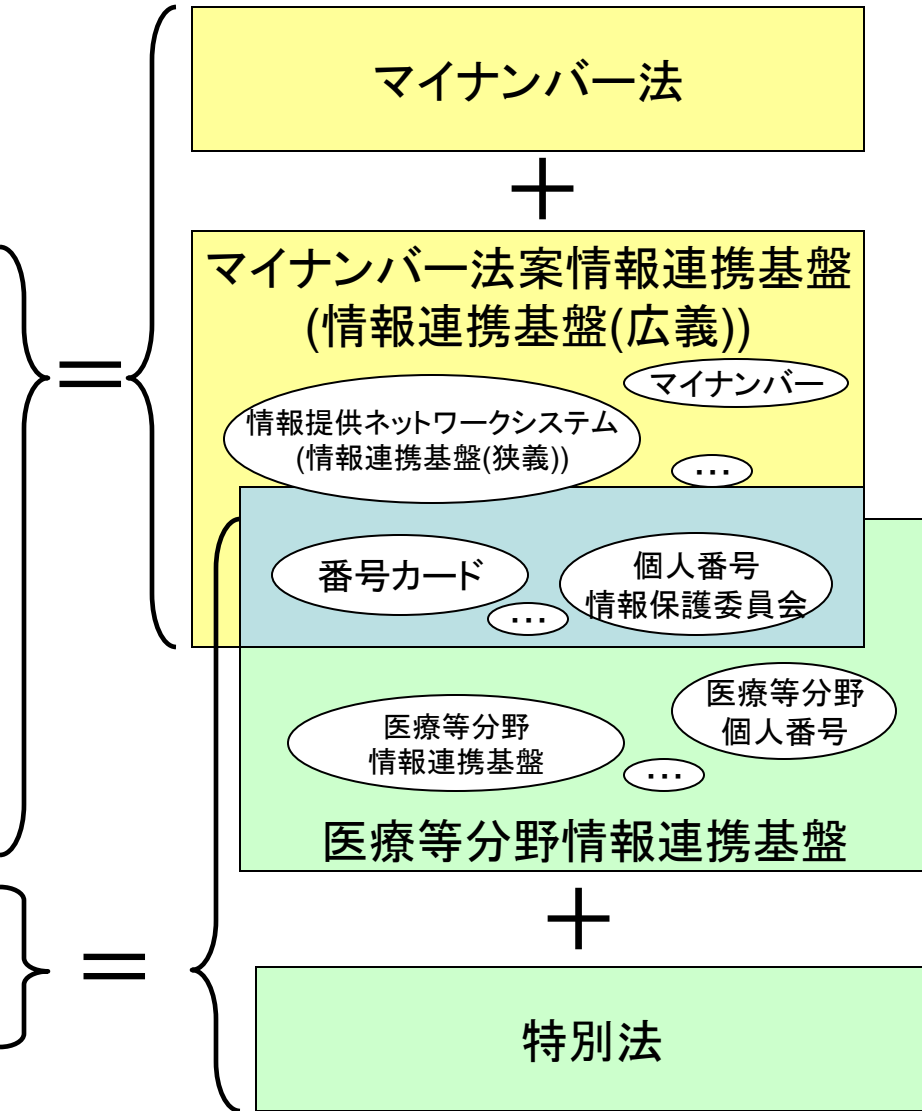 マイナンバー法
+
マイナンバー法案情報連携基盤
(情報連携基盤(広義))
=
マイナンバー
情報提供ネットワークシステム
(情報連携基盤(狭義))
…
番号カード
個人番号
情報保護委員会
…
医療等分野
個人番号
医療等分野
情報連携基盤
…
医療等分野情報連携基盤
+
=
特別法